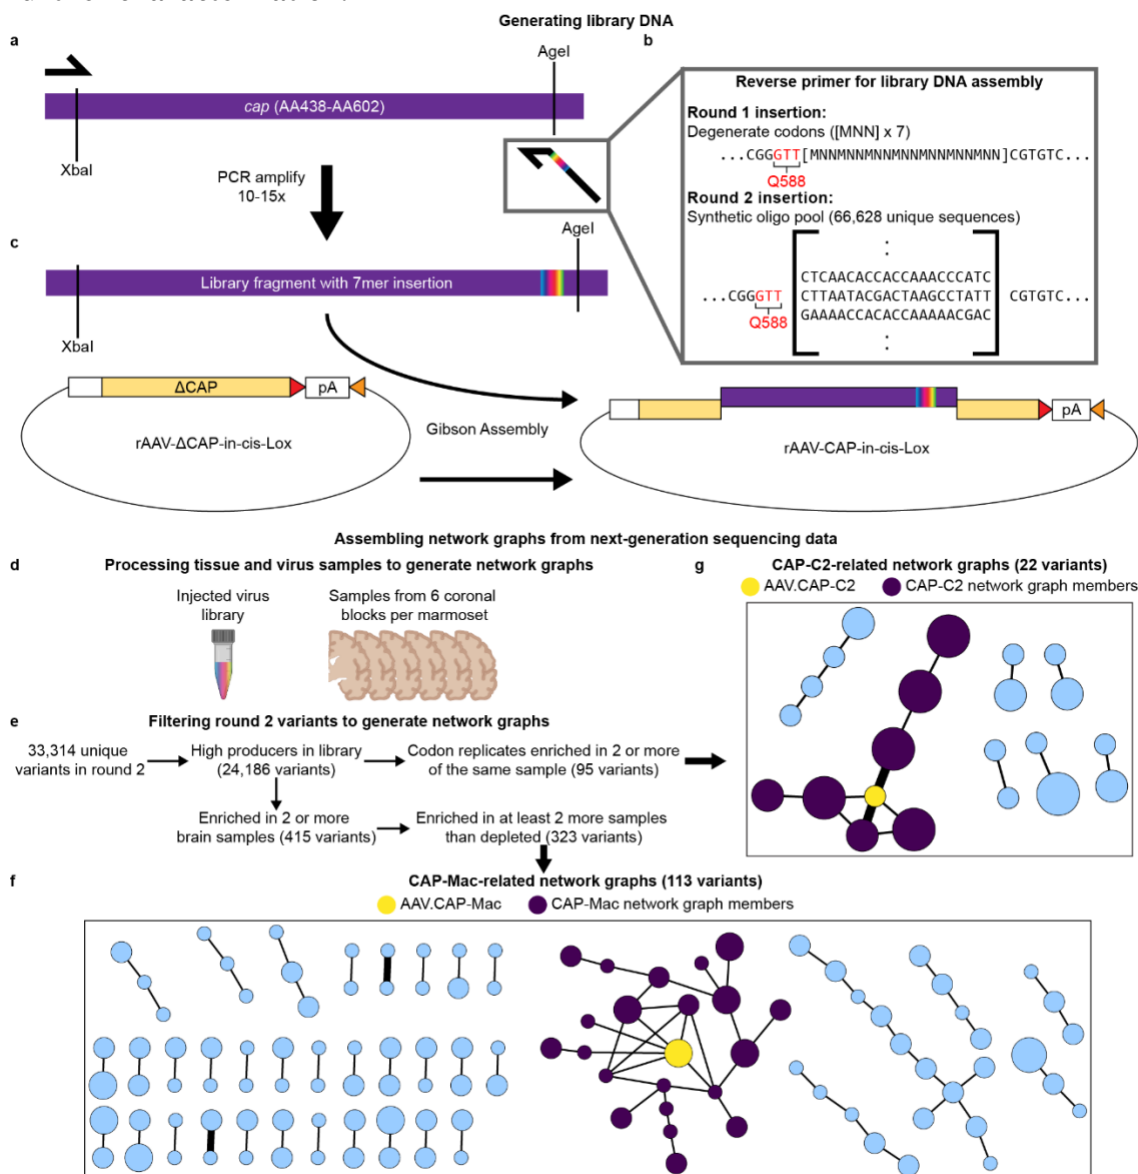 Generating library DNA
a
b
AgeI
cap (AA438-AA602)
XbaI
PCR amplify
10-15x
Reverse primer for library DNA assembly
Round 1 insertion:
Degenerate codons ([MNN] x 7)
...CGGGTT[MNNMNNMNNMNNMNNMNNMNN]CGTGTC...
Q588
Round 2 insertion:
Synthetic oligo pool (66,628 unique sequences)
:
CTCAACACCACCAAACCCATC
...CGGGTT CTTAATACGACTAAGCCTATT CGTGTC...
GAAAACCACACCAAAAACGAC
Q588
:
c
AgeI
Library fragment with 7mer insertion
XbaI
ΔCAP
pA
rAAV-ΔCAP-in-cis-Lox
Gibson Assembly
pA
rAAV-CAP-in-cis-Lox
Assembling network graphs from next-generation sequencing data
d
Processing tissue and virus samples to generate network graphs
Injected virus
library
Samples from 6 coronal
blocks per marmoset
e
Filtering round 2 variants to generate network graphs
33,314 unique
variants in round 2
High producers in library
(24,186 variants)
Codon replicates enriched in 2 or more
of the same sample (95 variants)
Enriched in 2 or more
brain samples (415 variants)
Enriched in at least 2 more samples
than depleted (323 variants)
g
CAP-C2-related network graphs (22 variants)
AAV.CAP-C2
CAP-C2 network graph members
f
CAP-Mac-related network graphs (113 variants)
AAV.CAP-Mac
CAP-Mac network graph members